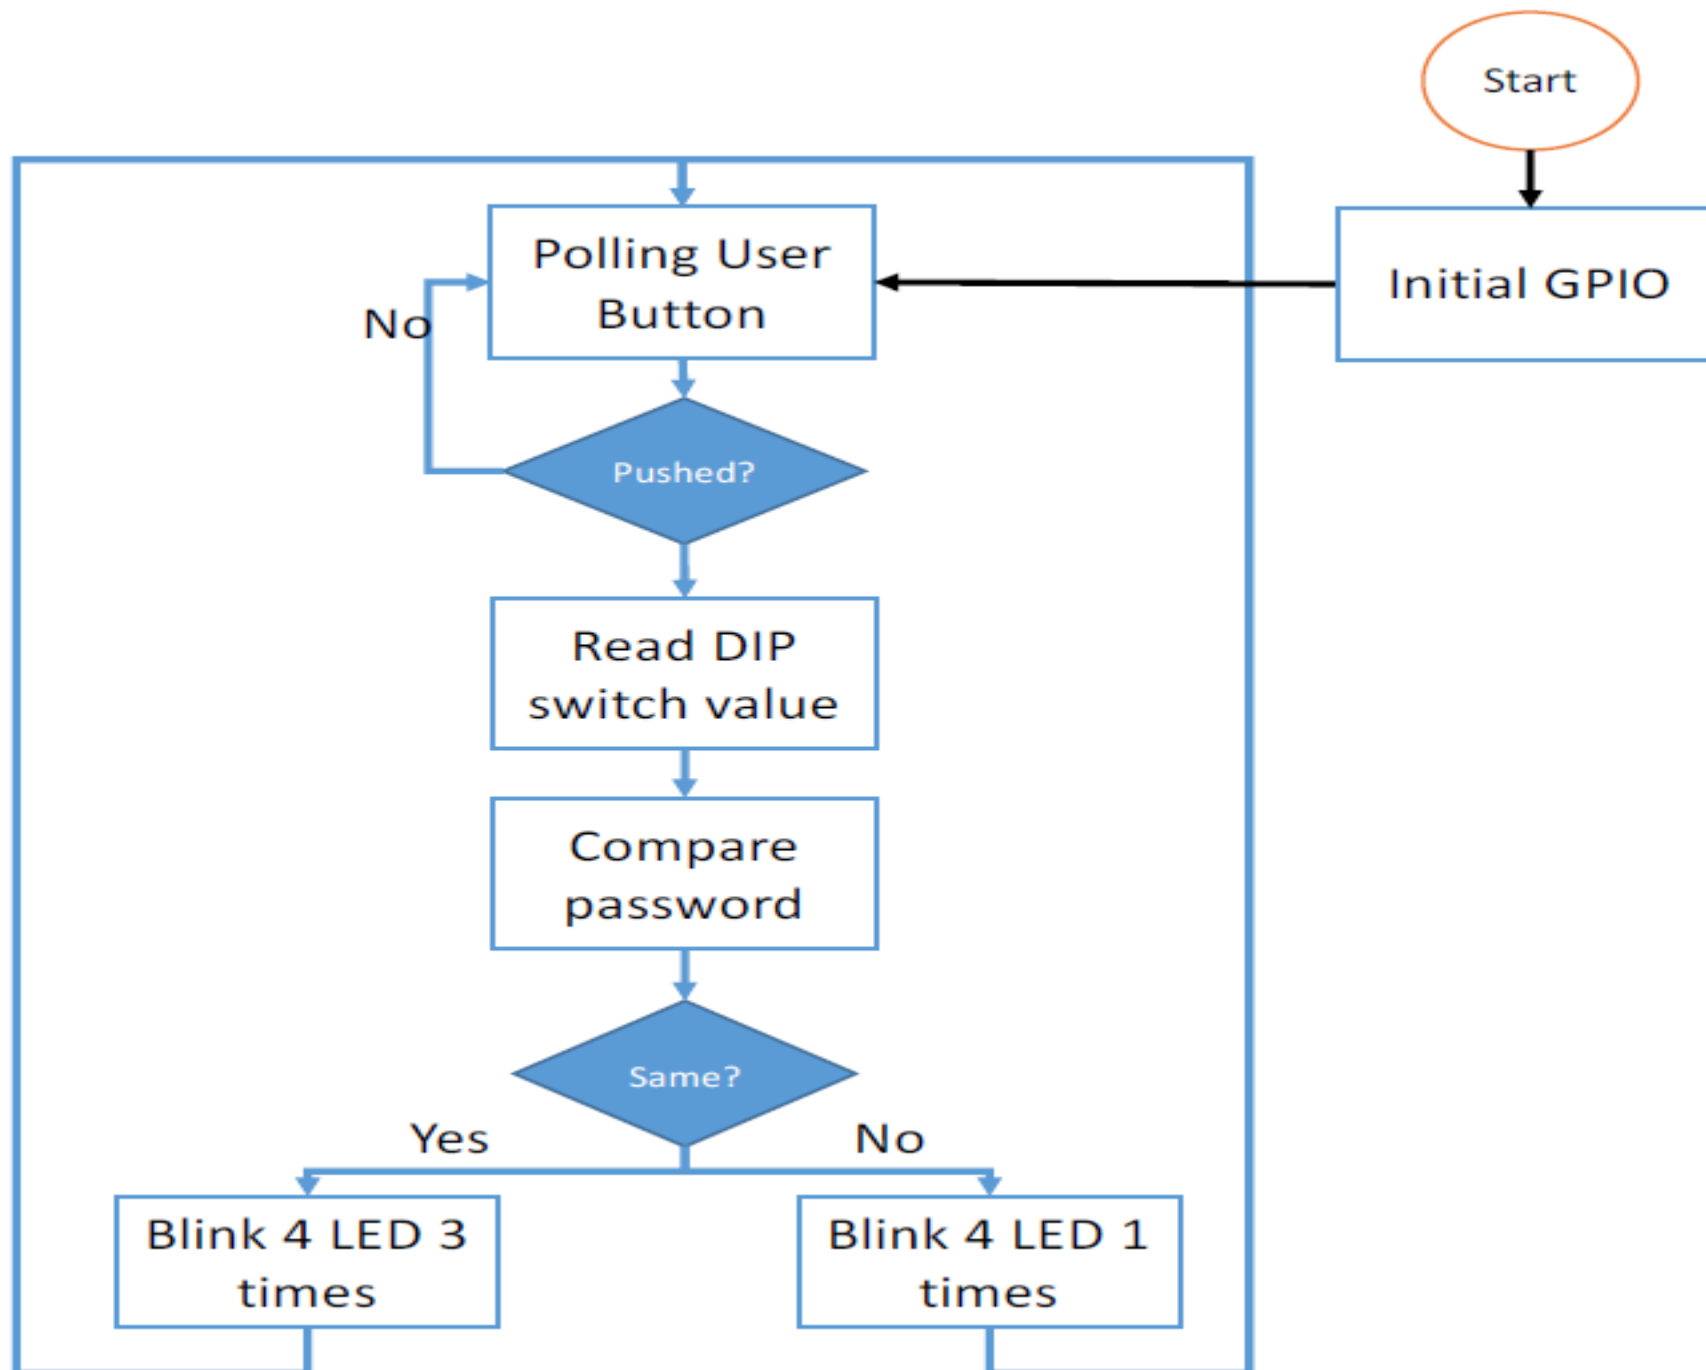 Start
Initial GPIO
Polling User
Button
No
Pushed?
Read DIP
switch value
Compare
password
Same?
Yes
No
Blink 4 LED 3
times
Blink 4 LED 1
times